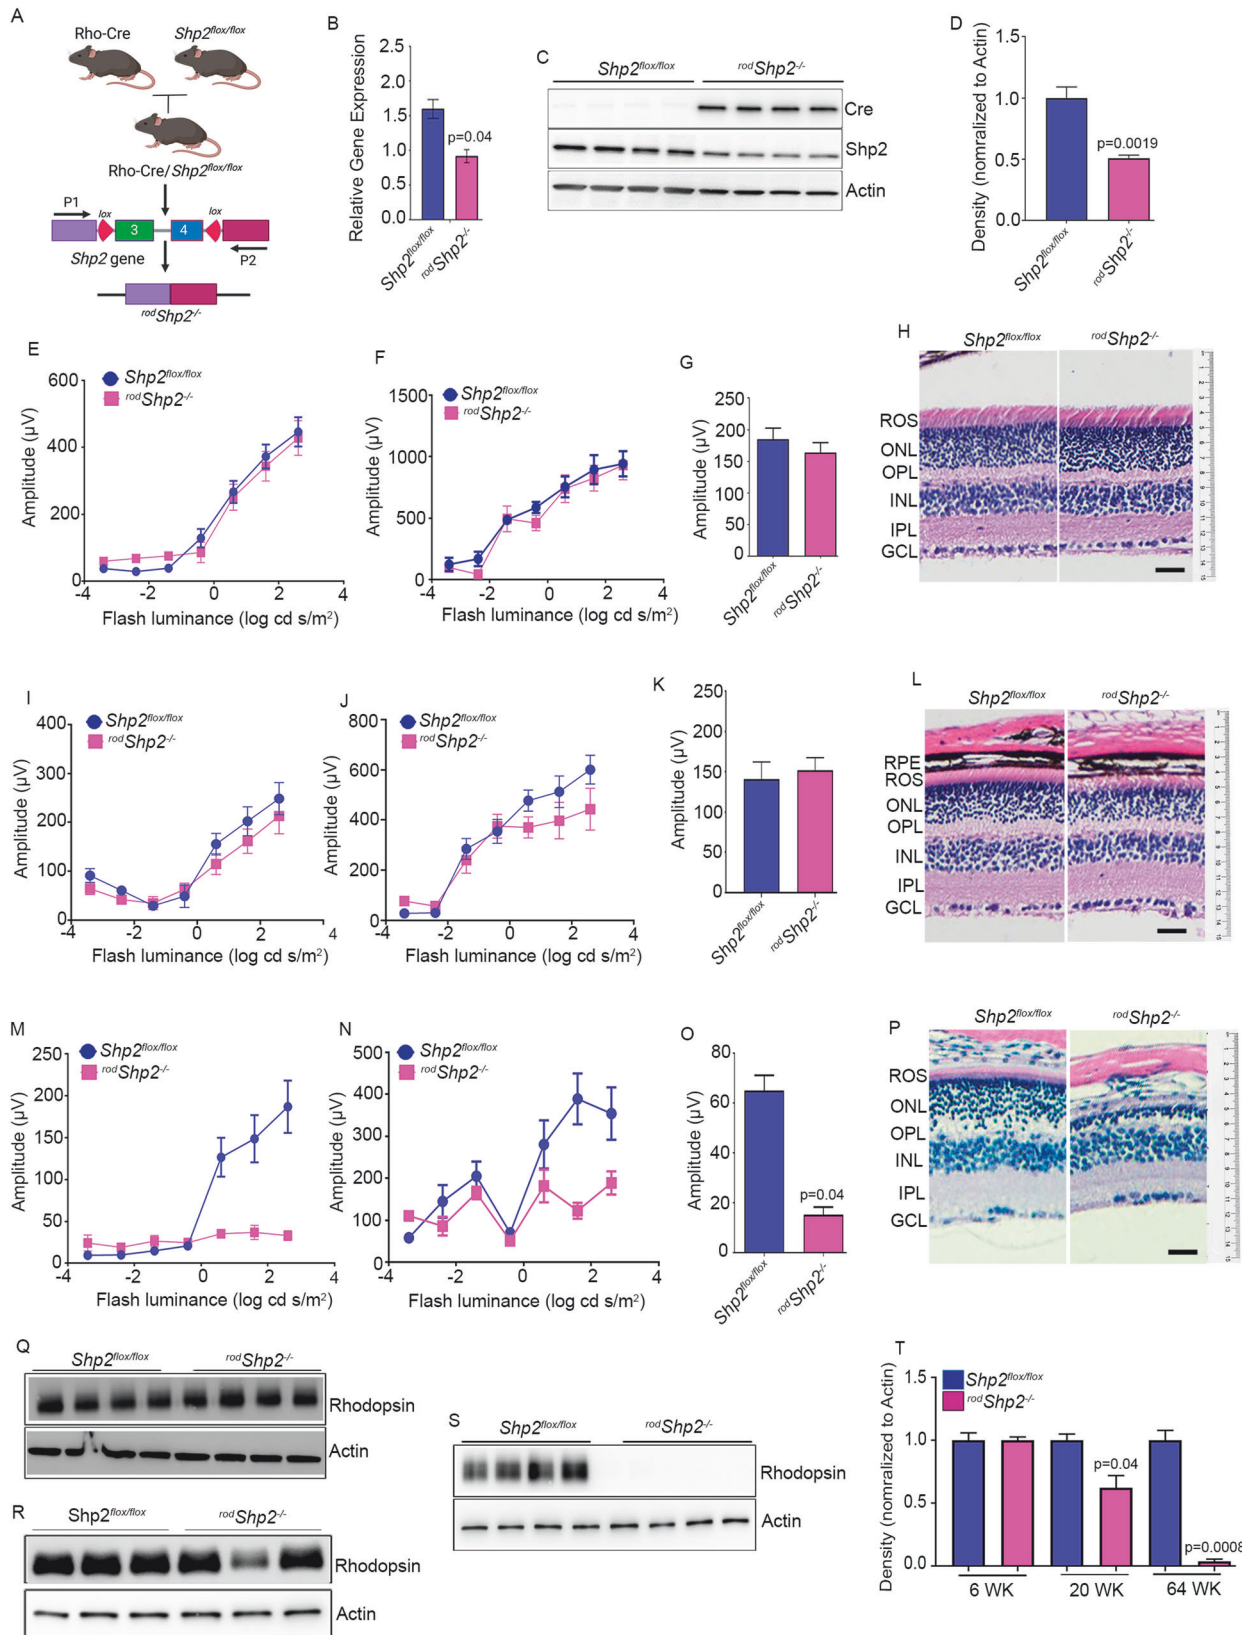 A
Rho-Cre
Shp2flox/flox
Rho-Cre/Shp2flox/flox
P1
lox
lox
3
4
Shp2 gene
P2
rodShp2-/-
B
Relative Gene Expression
2.5
2.0
1.5
1.0
0.5
0.0
p=0.04
Shp2flox/flox
rodShp2-/-
C
Shp2flox/flox
rodShp2-/-
Cre
Shp2
Actin
D
Density (nomralized to Actin)
1.5
1.0
0.5
0.0
p=0.0019
Shp2flox/flox
rodShp2-/-
E
Shp2flox/flox
rodShp2-/-
Amplitude (µV)
600
400
200
0
-4 -2 0 2 4
Flash luminance (log cd s/m2)
F
Shp2flox/flox
rodShp2-/-
Amplitude (µV)
1500
1000
500
0
-4 -2 0 2 4
Flash luminance (log cd s/m2)
G
Amplitude (µV)
250
200
150
100
50
0
Shp2flox/flox
rodShp2-/-
H
Shp2flox/flox
rodShp2-/-
ROS
ONL
OPL
INL
IPL
GCL
I
Shp2flox/flox
rodShp2-/-
Amplitude (µV)
400
300
200
100
0
-4 -2 0 2 4
Flash luminance (log cd s/m2)
J
Shp2flox/flox
rodShp2-/-
Amplitude (µV)
800
600
400
200
0
-4 -2 0 2 4
Flash luminance (log cd s/m2)
K
Amplitude (µV)
250
200
150
100
50
0
Shp2flox/flox
rodShp2-/-
L
Shp2flox/flox
rodShp2-/-
RPE
ROS
ONL
OPL
INL
IPL
GCL
M
Shp2flox/flox
rodShp2-/-
Amplitude (µV)
250
200
150
100
50
0
-4 -2 0 2 4
Flash luminance (log cd s/m2)
N
Shp2flox/flox
rodShp2-/-
Amplitude (µV)
500
400
300
200
100
0
-4 -2 0 2 4
Flash luminance (log cd s/m2)
O
Amplitude (µV)
80
60
40
20
0
p=0.04
Shp2flox/flox
rodShp2-/-
P
Shp2flox/flox
rodShp2-/-
ROS
ONL
OPL
INL
IPL
GCL
Q
Shp2flox/flox
rodShp2-/-
Rhodopsin
Actin
R
Shp2flox/flox
rodShp2-/-
Rhodopsin
Actin
S
Shp2flox/flox
rodShp2-/-
Rhodopsin
Actin
T
Shp2flox/flox
rodShp2-/-
Density (nomralized to Actin)
1.5
1.0
0.5
0.0
p=0.04
p=0.0008
6 WK
20 WK
64 WK